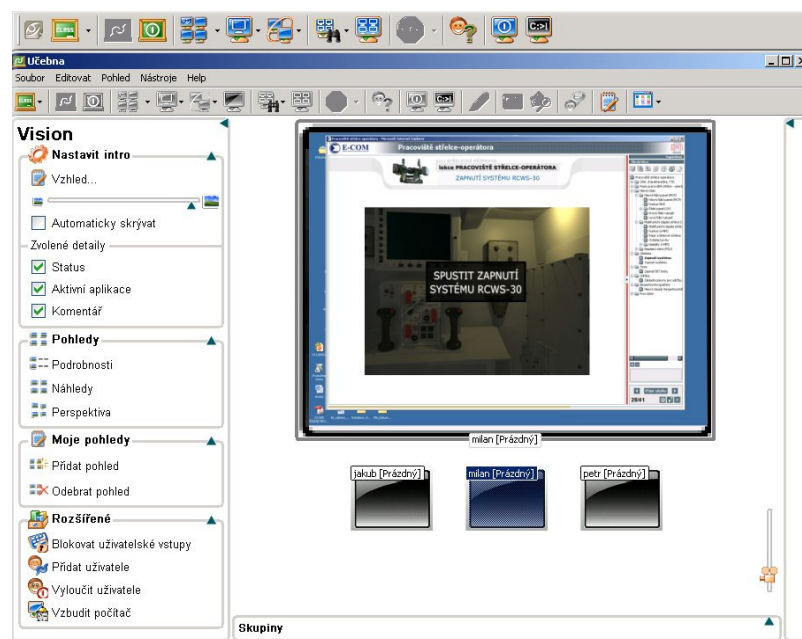 Učebna
Soubor Editovat Pohled Nástroje Help
Vision
Nastavit intro
Vzhled...
Automaticky skrývat
Zvolené detaily
Status
Aktivní aplikace
Komentář
Pohledy
Podrobnosti
Náhledy
Perspektiva
Moje pohledy
Přidat pohled
Odebrat pohled
Rozšířené
Blokovat uživatelské vstupy
Přidat uživatele
Vyloučit uživatele
Vzbudit počítač
E-COM Pracoviště střelce-operátora
lekce PRACOVIŠTĚ STŘELCE-OPERÁTORA
ZAPNUTÍ SYSTÉMU RCWS-30
SPUSTIT ZAPNUTÍ
SYSTÉMU RCWS-30
28/41
milan [Prázdný]
jakub [Prázdný] milan [Prázdný] petr [Prázdný]
Skupiny